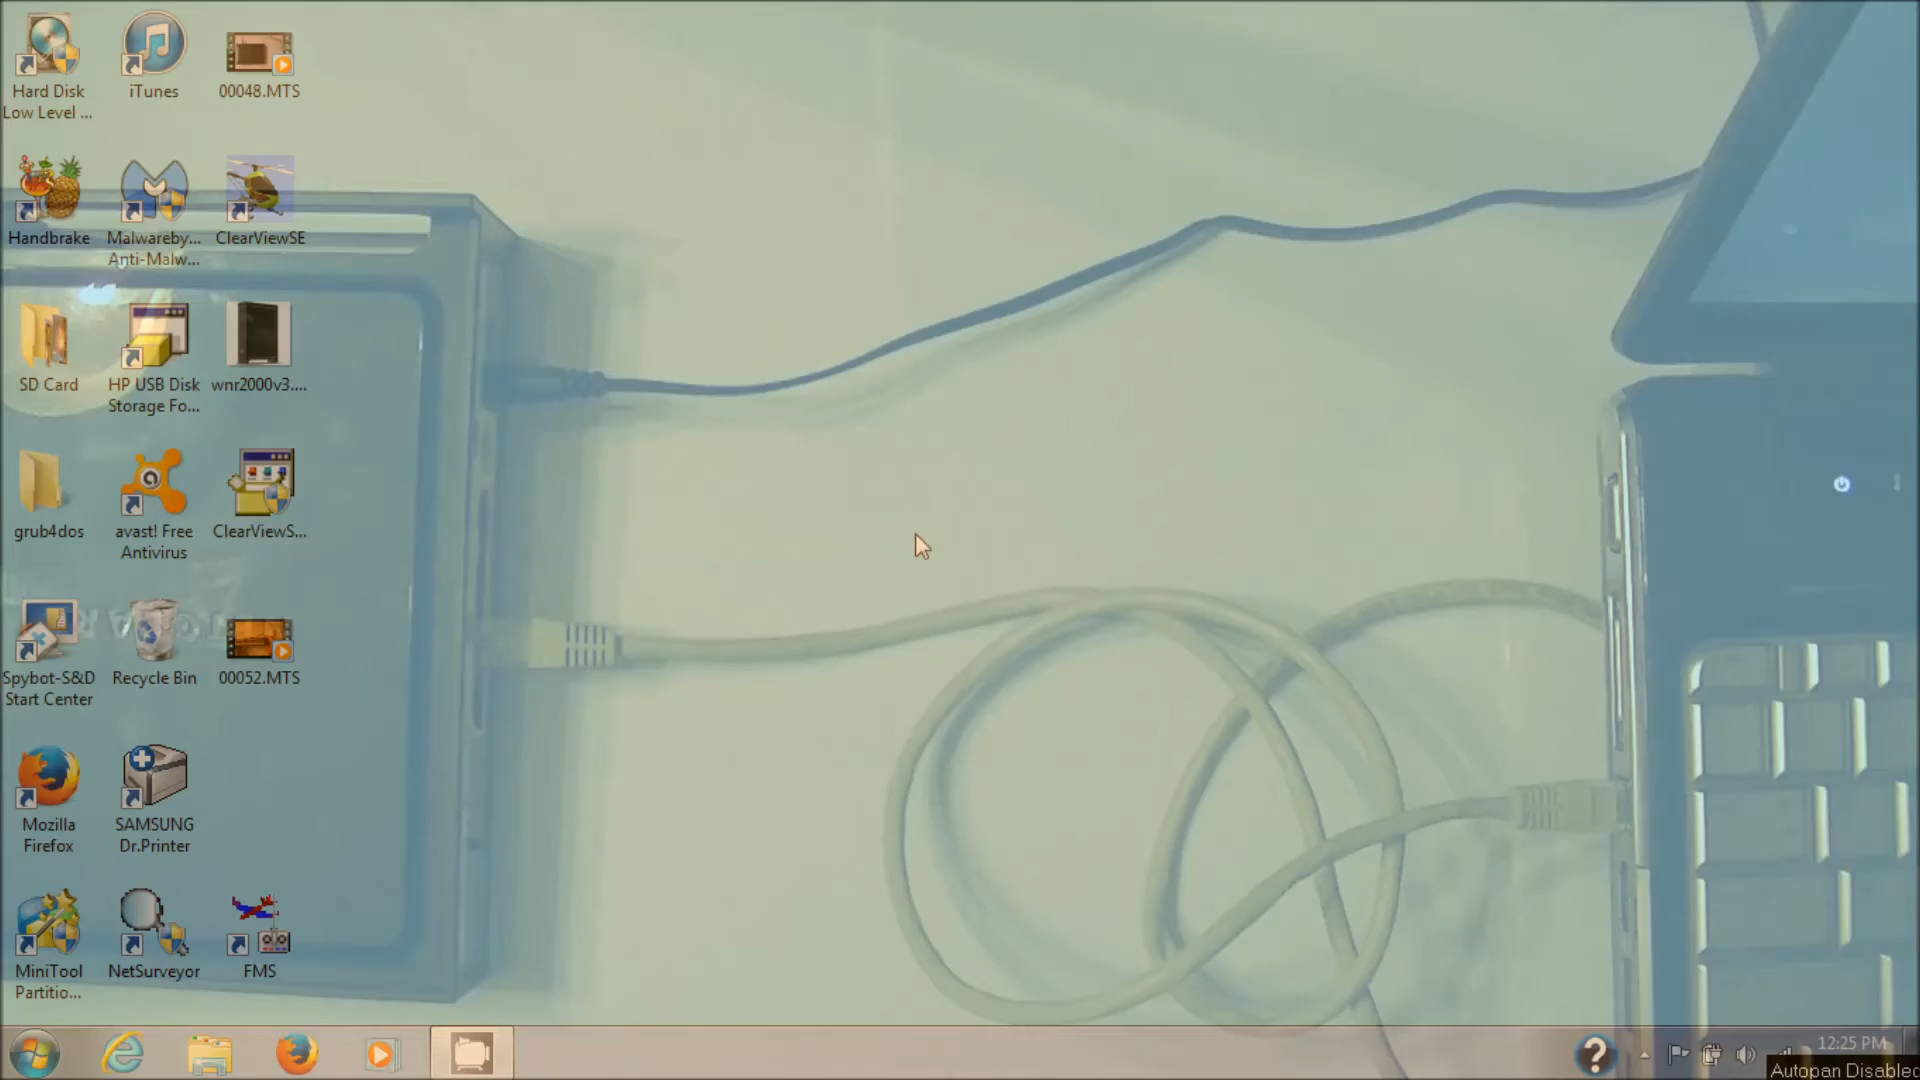 Hard Disk
Low Level ...
iTunes
00048.MTS
Handbrake
Malwareby...
Anti-Malw...
ClearViewSE
SD Card
HP USB Disk
Storage Fo...
wnr2000v3....
grub4dos
avast! Free
Antivirus
ClearViewS...
Spybot-S&D
Start Center
Recycle Bin
00052.MTS
Mozilla
Firefox
SAMSUNG
Dr.Printer
MiniTool
Partitio...
NetSurveyor
FMS
12:25 PM
Autopan Disabled